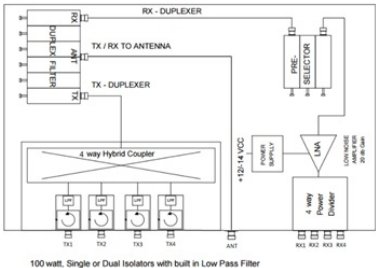 RX - DUPLEXER
RX
DUPLEX FILTER
ANT
TX
TX / RX TO ANTENNA
TX - DUPLEXER
PRE-
SELECTOR
4 way Hybrid Coupler
+12/-14 VCC
POWER
SUPPLLY
LNA
LOW NOISE
AMPLIFIER
20 db Gain
LPF
LPF
LPF
LPF
4 way
Power
Divider
TX1
TX2
TX3
TX4
ANT
RX1
RX2
RX3
RX4
100 watt, Single or Dual Isolators with built in Low Pass Filter